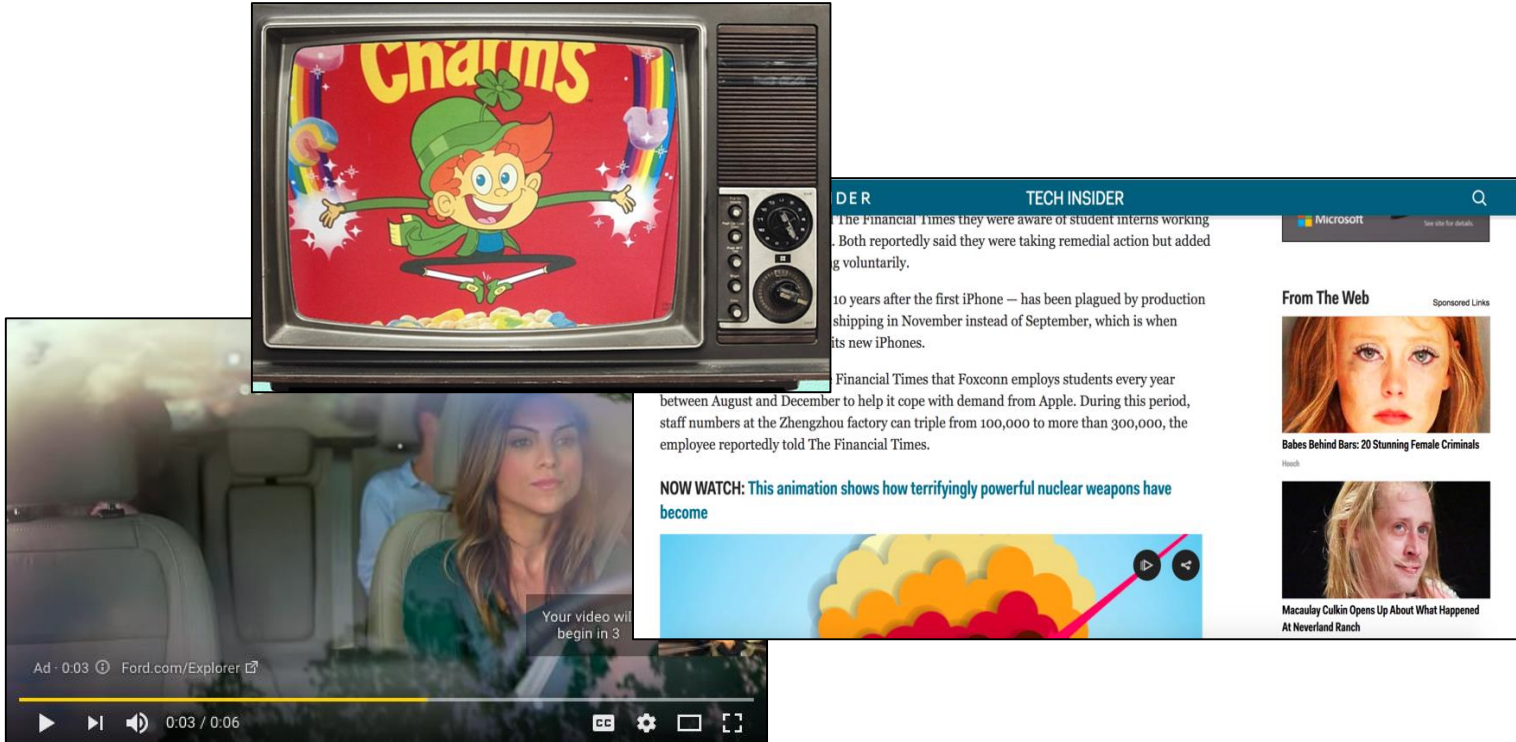 Charms
DER
TECH INSIDER
The Financial Times they were aware of student interns working
. Both reportedly said they were taking remedial action but added
g voluntarily.
10 years after the first iPhone — has been plagued by production
shipping in November instead of September, which is when
its new iPhones.
Financial Times that Foxconn employs students every year
between August and December to help it cope with demand from Apple. During this period,
staff numbers at the Zhengzhou factory can triple from 100,000 to more than 300,000, the
employee reportedly told The Financial Times.
NOW WATCH: This animation shows how terrifyingly powerful nuclear weapons have
become
Microsoft
See site for details.
From The Web
Sponsored Links
Babes Behind Bars: 20 Stunning Female Criminals
Hooch
Macaulay Culkin Opens Up About What Happened
At Neverland Ranch
Your video wil
begin in 3
Ad · 0:03
Ford.com/Explorer
0:03 / 0:06
CC